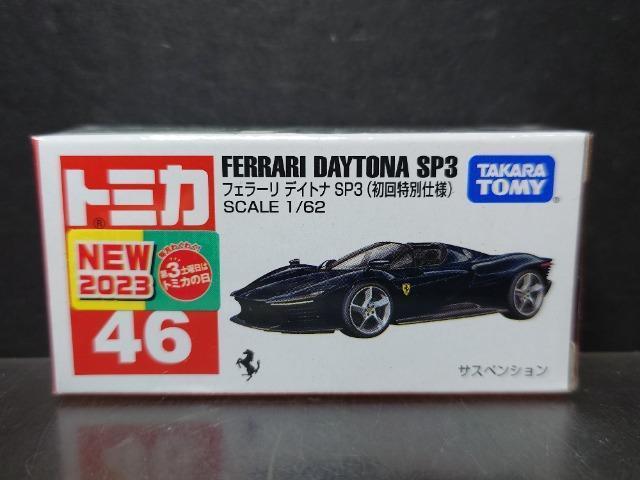 トミカ
®
FERRARI DAYTONA SP3
フェラーリ デイトナ SP3 (初回特別仕様)
SCALE 1/62
TAKARA
TOMY
®
NEW
2023
第3土曜日は
トミカの日
46
サスペンション